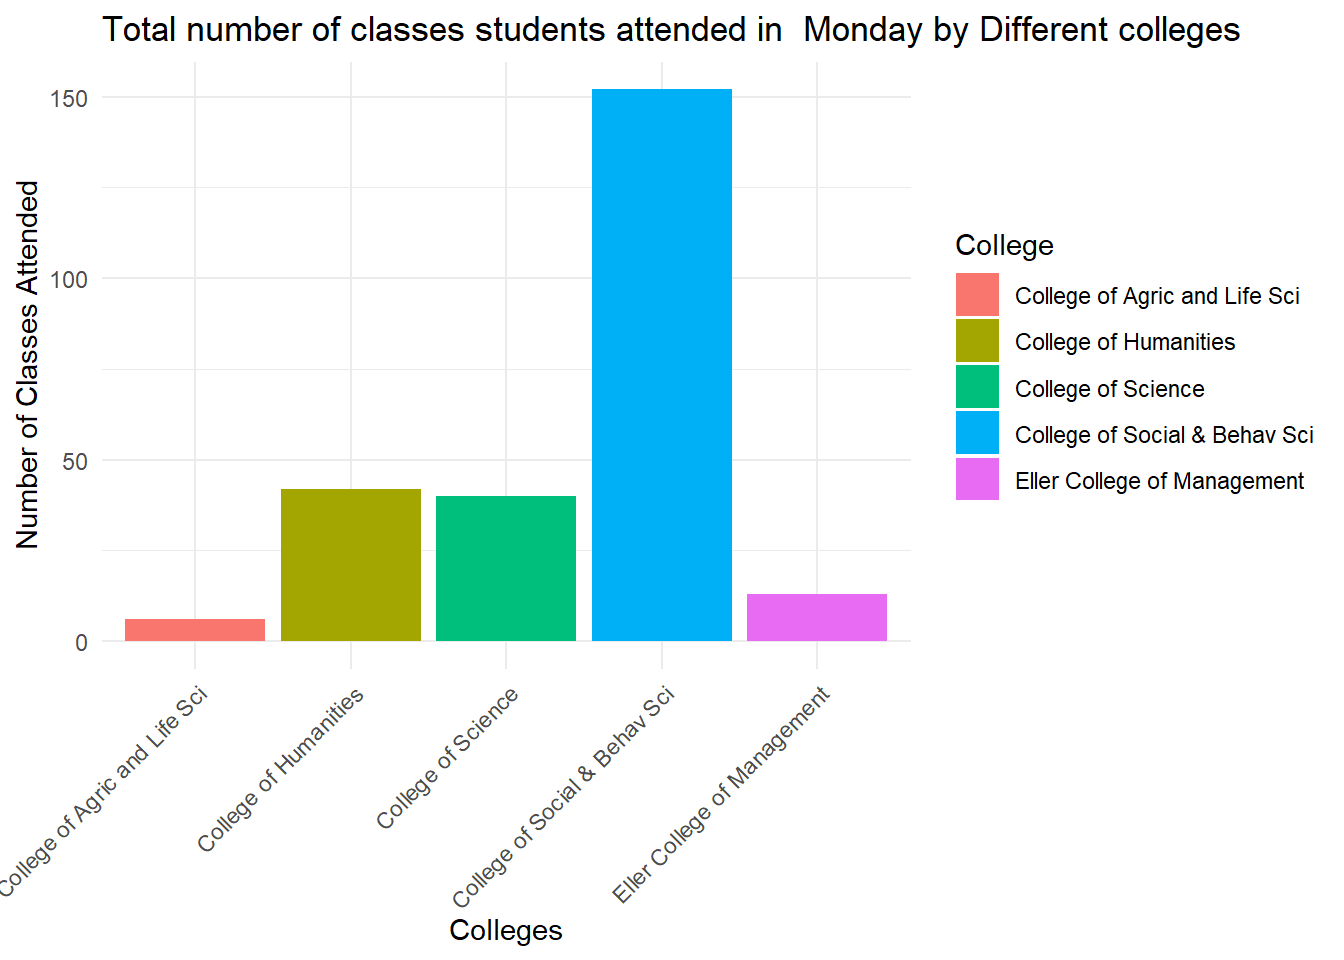 Total number of classes students attended in  Monday by Different colleges
Number of Classes Attended
150
100
50
0
College of Agric and Life Sci
College of Humanities
College of Science
College of Social & Behav Sci
Eller College of Management
Colleges
College
College of Agric and Life Sci
College of Humanities
College of Science
College of Social & Behav Sci
Eller College of Management